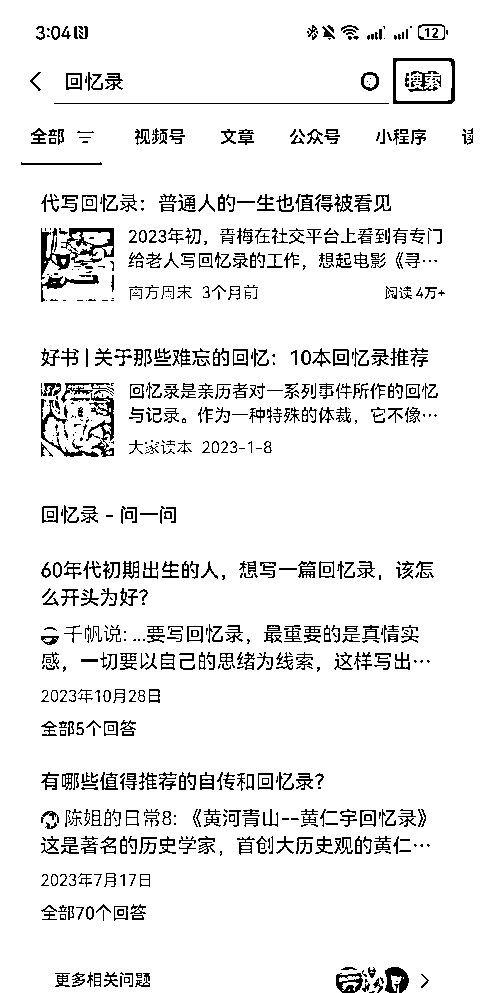 3:04
12
回忆录
搜索
全部 视频号 文章 公众号 小程序 读
代写回忆录：普通人的一生也值得被看见
2023年初，青梅在社交平台上看到有专门
给老人写回忆录的工作，想起电影《寻…
南方周末 3个月前 阅读 4万+
好书 | 关于那些难忘的回忆：10本回忆录推荐
回忆录是亲历者对一系列事件所作的回忆
与记录。作为一种特殊的体裁，它不像…
大家读本 2023-1-8
回忆录 - 问一问
60年代初期出生的人，想写一篇回忆录，该怎
么开头为好？
千帆说: ...要写回忆录，最重要的是真情实
感，一切要以自己的思绪为线索，这样写出…
2023年10月28日
全部5个回答
有哪些值得推荐的自传和回忆录？
陈姐的日常8: 《黄河青山--黄仁宇回忆录》
这是著名的历史学家，首创大历史观的黄仁…
2023年7月17日
全部70个回答
更多相关问题